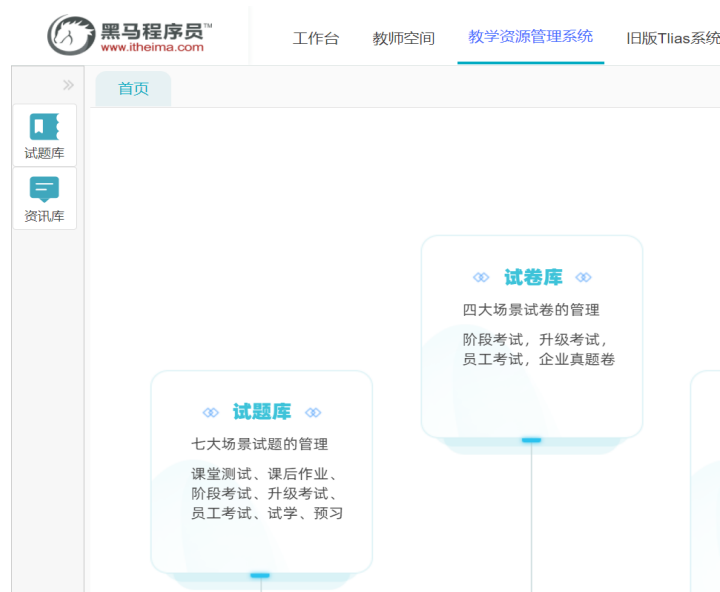 黑马程序员™
www.itheima.com
工作台 教师空间 教学资源管理系统 旧版Tlias系统
首页
试题库
资讯库
试卷库
四大场景试卷的管理
阶段考试，升级考试，
员工考试，企业真题卷
试题库
七大场景试题的管理
课堂测试、课后作业、
阶段考试、升级考试、
员工考试、试学、预习